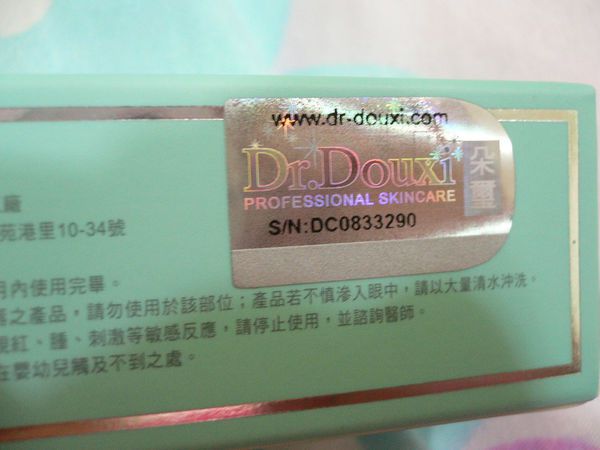 www.dr-douxi.com
Dr.Douxi 朵璽
PROFESSIONAL SKINCARE
S/N:DC0833290
廠
苑港里10-34號
月內使用完畢。
之產品，請勿使用於該部位；產品若不慎滲入眼中，請以大量清水沖洗。
現紅、腫、刺激等敏感反應，請停止使用，並諮詢醫師。
在嬰幼兒觸及不到之處。